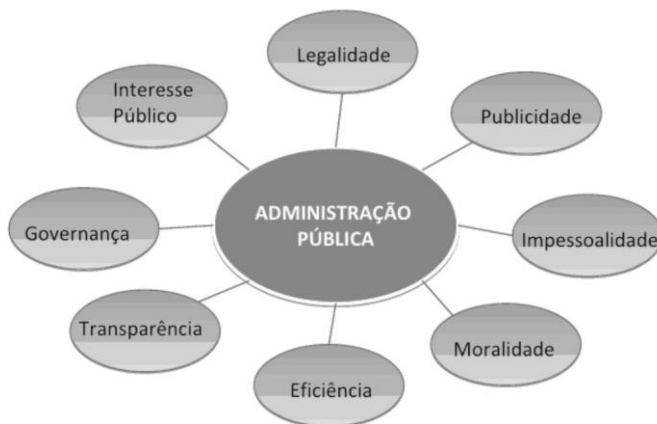 Legalidade
Interesse
Público
Publicidade
ADMINISTRAÇÃO
PÚBLICA
Governança
Impessoalidade
Transparência
Moralidade
Eficiência